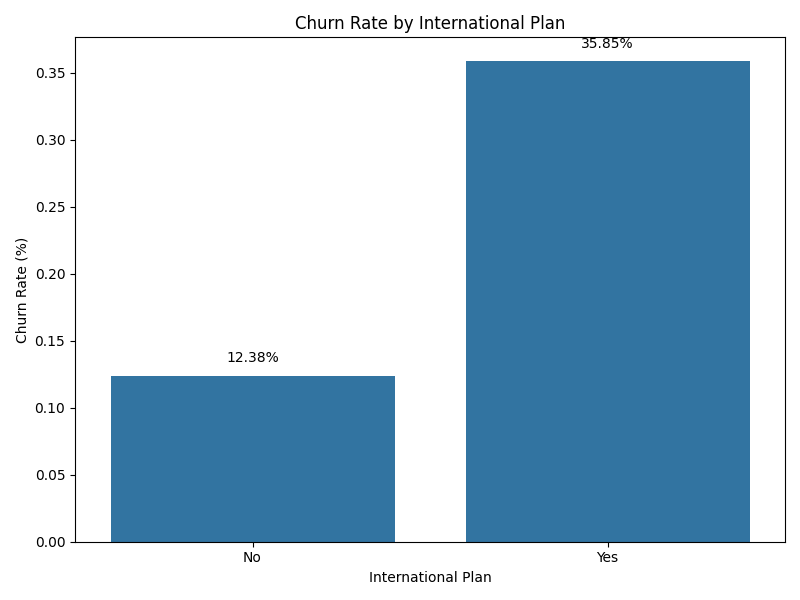 Churn Rate by International Plan
35.85%
12.38%
Churn Rate (%)
0.35
0.30
0.25
0.20
0.15
0.10
0.05
0.00
No
Yes
International Plan